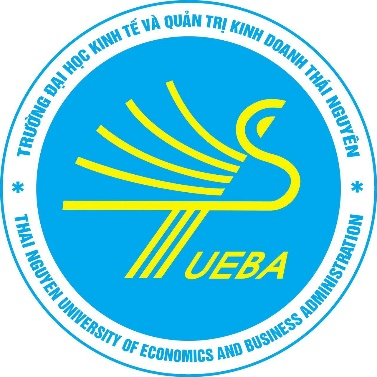 TRƯỜNG ĐẠI HỌC KINH TẾ VÀ QUẢN TRỊ KINH DOANH THÁI NGUYÊN
TUEBA
THAI NGUYEN UNIVERSITY OF ECONOMICS AND BUSINESS ADMINISTRATION